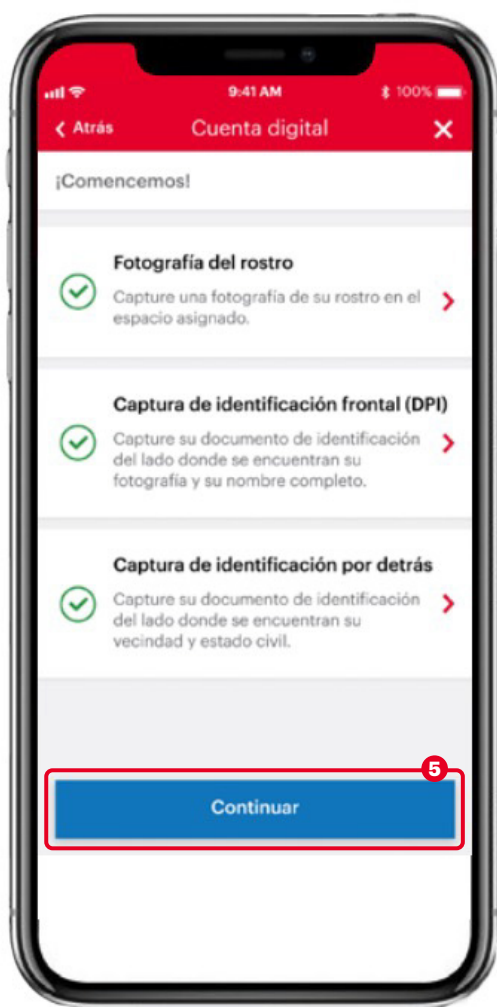 9:41 AM
100%
Atrás
Cuenta digital
¡Comencemos!
Fotografía del rostro
Capture una fotografía de su rostro en el
espacio asignado.
Captura de identificación frontal (DPI)
Capture su documento de identificación
del lado donde se encuentran su
fotografía y su nombre completo.
Captura de identificación por detrás
Capture su documento de identificación
del lado donde se encuentran su
vecindad y estado civil.
5
Continuar